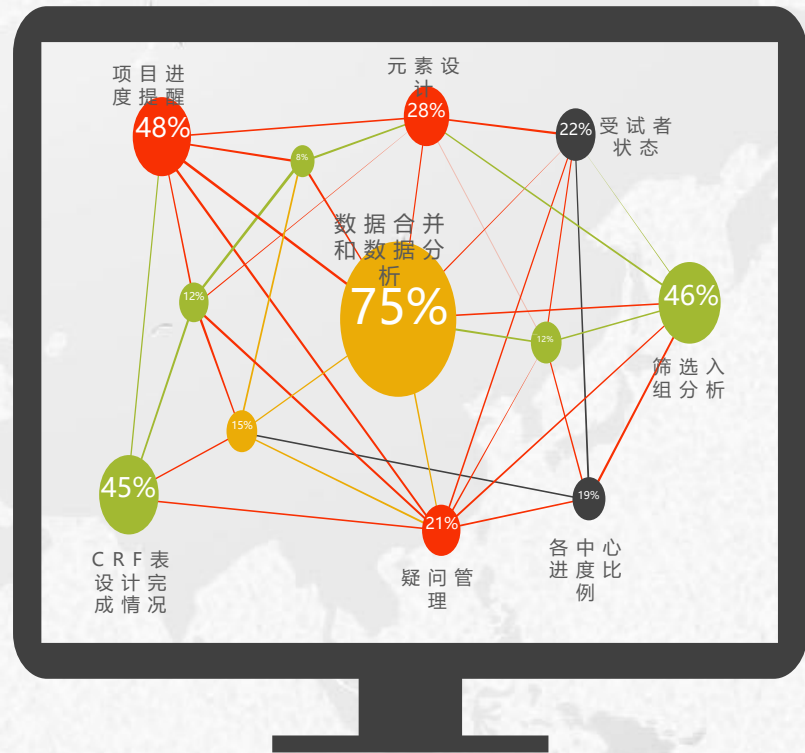 项目进
度提醒
48%
元素设
计
28%
22%
受试者
状态
8%
数据合并
和数据分
析
75%
12%
46%
筛选入
组分析
12%
15%
45%
CRF表
设计完
成情况
21%
疑问管
理
19%
各中心
进度比
例